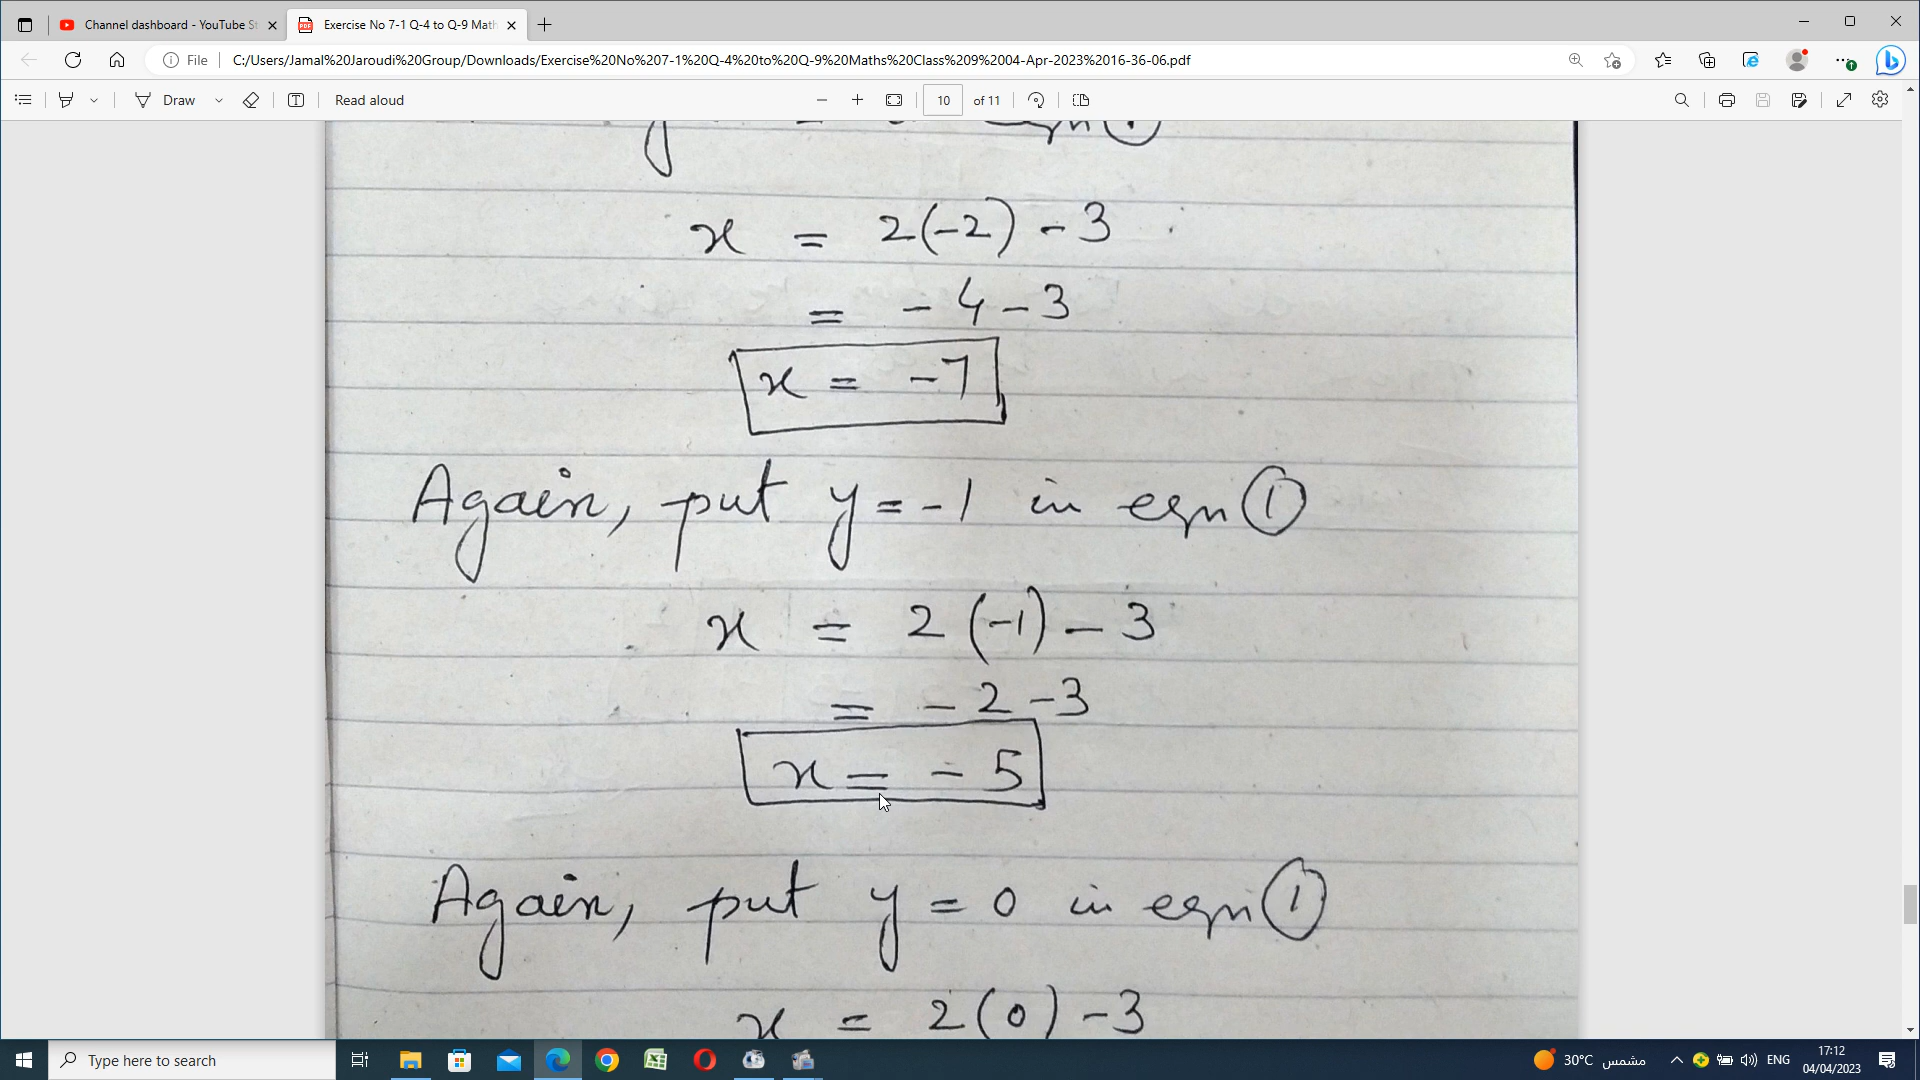 Channel dashboard - YouTube St
Exercise No 7-1 Q-4 to Q-9 Math
File
C:/Users/Jamal%20Jaroudi%20Group/Downloads/Exercise%20No%207-1%20Q-4%20to%20Q-9%20Maths%20Class%209%2004-Apr-2023%2016-36-06.pdf
Draw
Read aloud
10 of 11
x = 2(-2) - 3
= - 4 - 3
x = - 7
Again, put y = -1 in eqn ①
x = 2 (-1) - 3
= - 2 - 3
x = - 5
Again, put y = 0 in eqn ①
x = 2 (0) - 3
Type here to search
30°C مشمس
ENG
17:12
04/04/2023